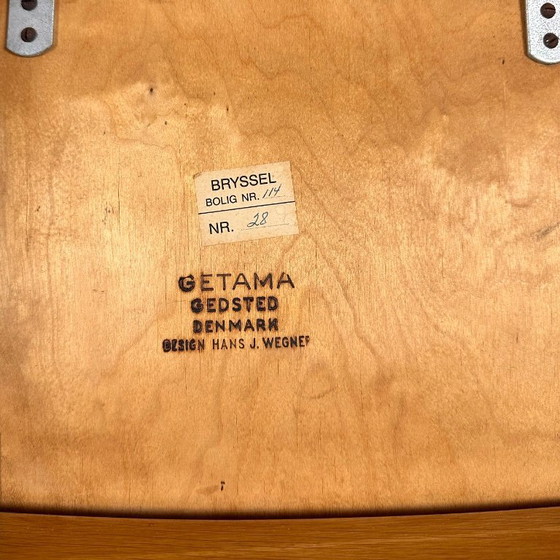 BRYSSEL
BOLIG NR. 114
NR. 28
GETAMA
GEDSTED
DENMARK
DESIGN HANS J. WEGNER